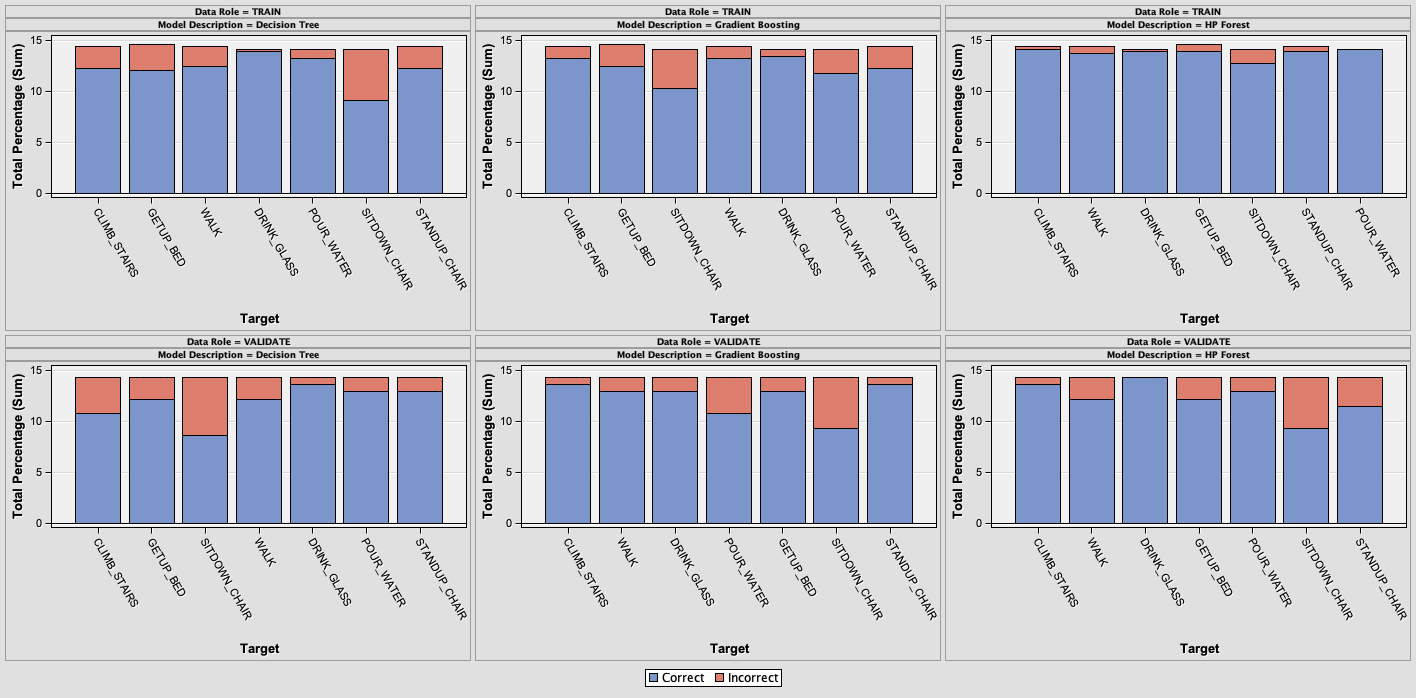 Data Role = TRAIN
Model Description = Decision Tree
Total Percentage (Sum)
15
10
5
0
CLIMB_STAIRS
GETUP_BED
WALK
DRINK_GLASS
POUR_WATER
SITDOWN_CHAIR
STANDUP_CHAIR
Target
Data Role = TRAIN
Model Description = Gradient Boosting
Total Percentage (Sum)
15
10
5
0
CLIMB_STAIRS
GETUP_BED
SITDOWN_CHAIR
WALK
DRINK_GLASS
POUR_WATER
STANDUP_CHAIR
Target
Data Role = TRAIN
Model Description = HP Forest
Total Percentage (Sum)
15
10
5
0
CLIMB_STAIRS
WALK
DRINK_GLASS
GETUP_BED
SITDOWN_CHAIR
STANDUP_CHAIR
POUR_WATER
Target
Data Role = VALIDATE
Model Description = Decision Tree
Total Percentage (Sum)
15
10
5
0
CLIMB_STAIRS
GETUP_BED
SITDOWN_CHAIR
WALK
DRINK_GLASS
POUR_WATER
STANDUP_CHAIR
Target
Data Role = VALIDATE
Model Description = Gradient Boosting
Total Percentage (Sum)
15
10
5
0
CLIMB_STAIRS
WALK
DRINK_GLASS
POUR_WATER
GETUP_BED
SITDOWN_CHAIR
STANDUP_CHAIR
Target
Data Role = VALIDATE
Model Description = HP Forest
Total Percentage (Sum)
15
10
5
0
CLIMB_STAIRS
WALK
DRINK_GLASS
GETUP_BED
POUR_WATER
SITDOWN_CHAIR
STANDUP_CHAIR
Target
Correct Incorrect